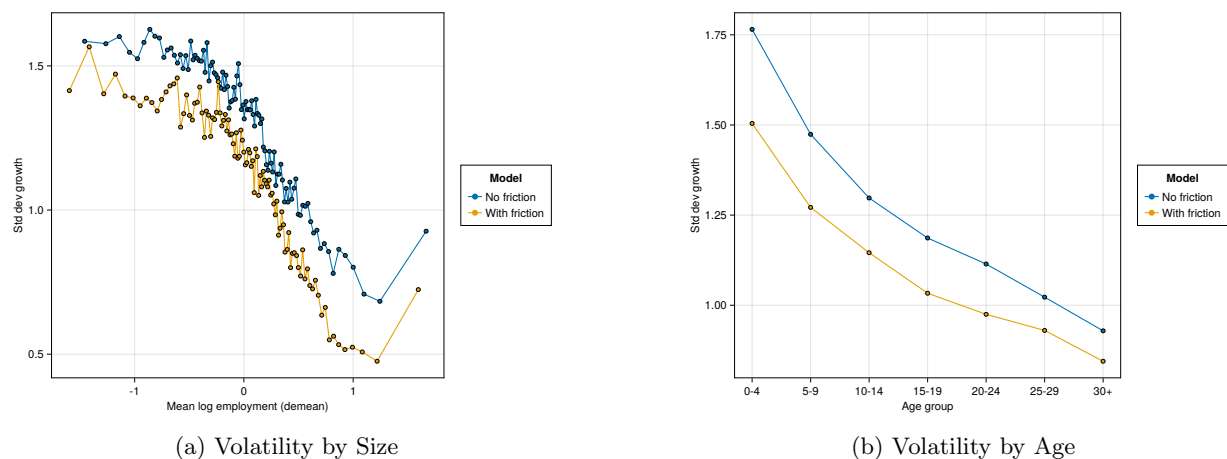 1.5
1.0
0.5
Std dev growth
-1 0 1
Mean log employment (demean)
Model
No friction
With friction
(a) Volatility by Size
1.75
1.50
1.25
1.00
Std dev growth
0-4 5-9 10-14 15-19 20-24 25-29 30+
Age group
Model
No friction
With friction
(b) Volatility by Age